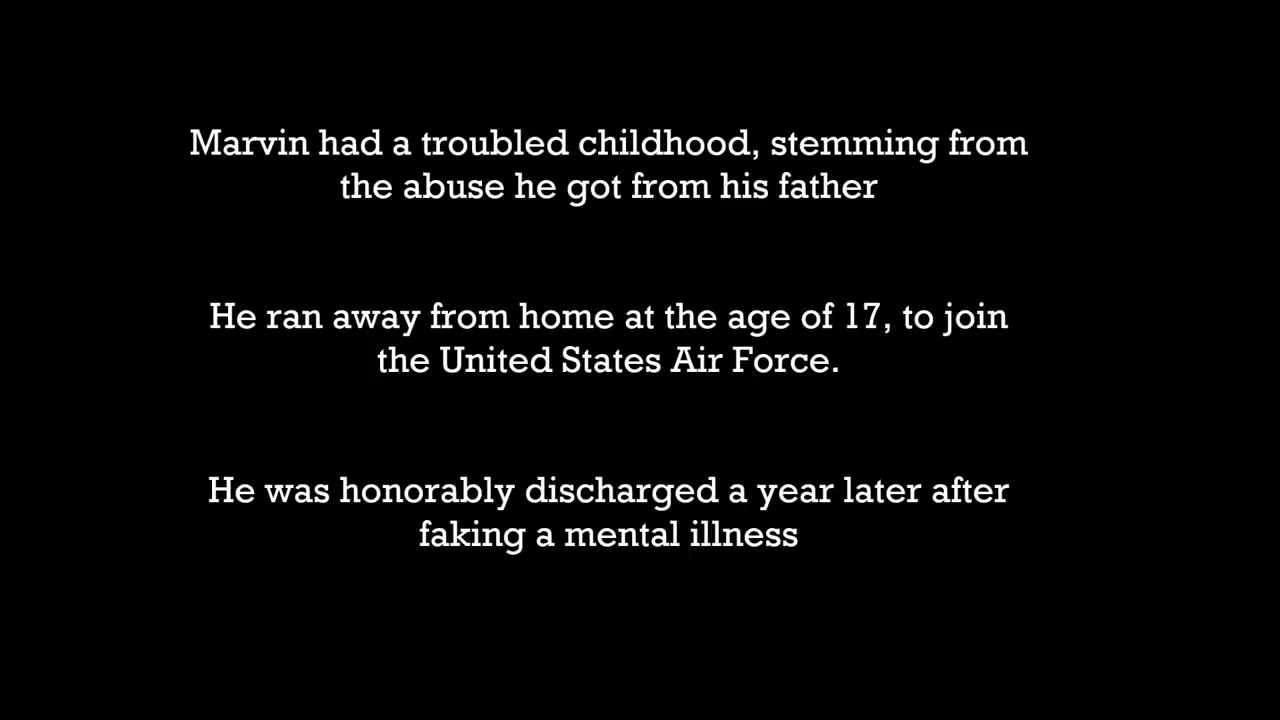 Marvin had a troubled childhood, stemming from
the abuse he got from his father
He ran away from home at the age of 17, to join
the United States Air Force.
He was honorably discharged a year later after
faking a mental illness